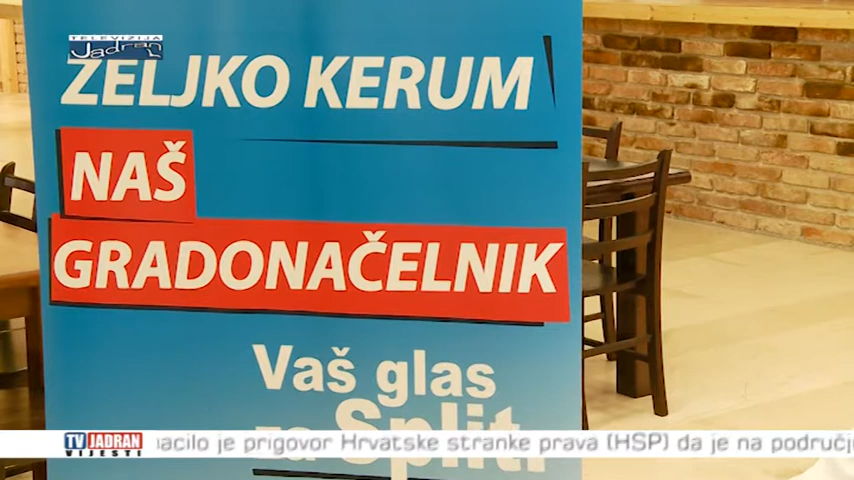 TELEVIZIJA
Jadran
ŽELJKO KERUM
NAŠ
GRADONAČELNIK
Vaš glas
za Split.
TV JADRAN
VIJESTI
acilo je prigovor Hrvatske stranke prava (HSP) da je na područj